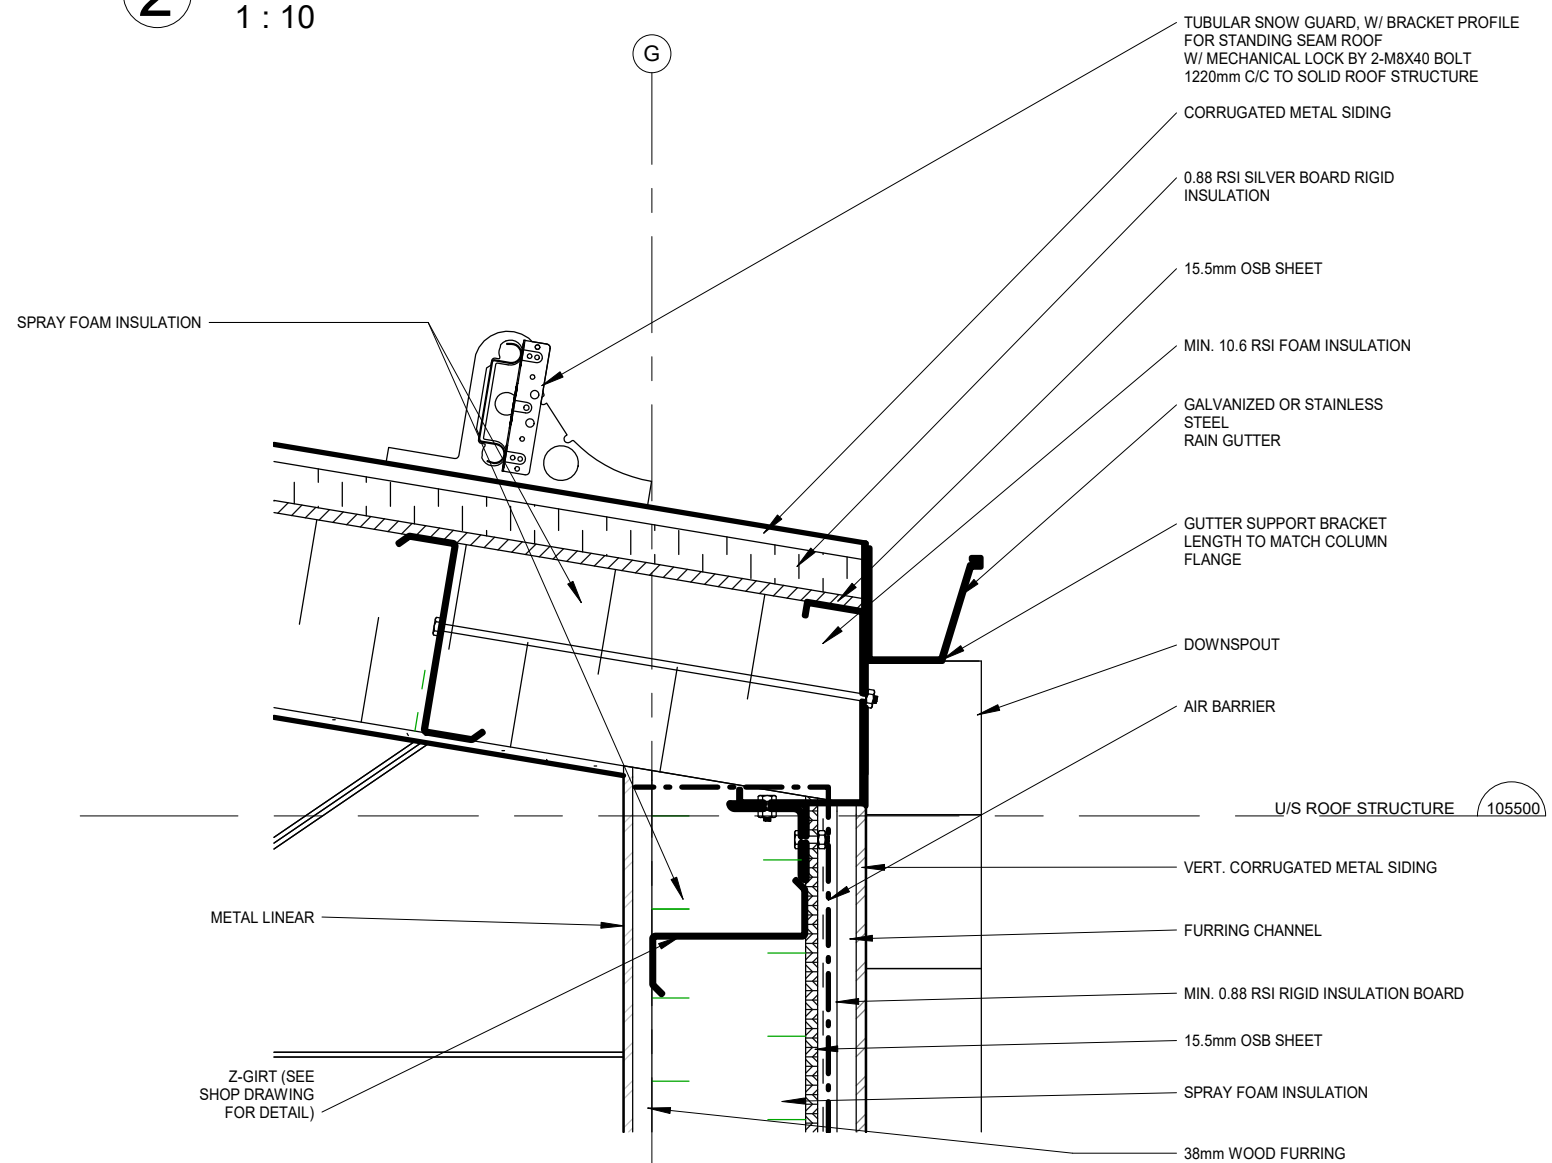 2
1 : 10
G
TUBULAR SNOW GUARD, W/ BRACKET PROFILE
FOR STANDING SEAM ROOF
W/ MECHANICAL LOCK BY 2-M8X40 BOLT
1220mm C/C TO SOLID ROOF STRUCTURE
CORRUGATED METAL SIDING
0.88 RSI SILVER BOARD RIGID
INSULATION
15.5mm OSB SHEET
SPRAY FOAM INSULATION
MIN. 10.6 RSI FOAM INSULATION
GALVANIZED OR STAINLESS
STEEL
RAIN GUTTER
GUTTER SUPPORT BRACKET
LENGTH TO MATCH COLUMN
FLANGE
DOWNSPOUT
AIR BARRIER
U/S ROOF STRUCTURE
105500
VERT. CORRUGATED METAL SIDING
METAL LINEAR
FURRING CHANNEL
MIN. 0.88 RSI RIGID INSULATION BOARD
15.5mm OSB SHEET
Z-GIRT (SEE
SHOP DRAWING
FOR DETAIL)
SPRAY FOAM INSULATION
38mm WOOD FURRING